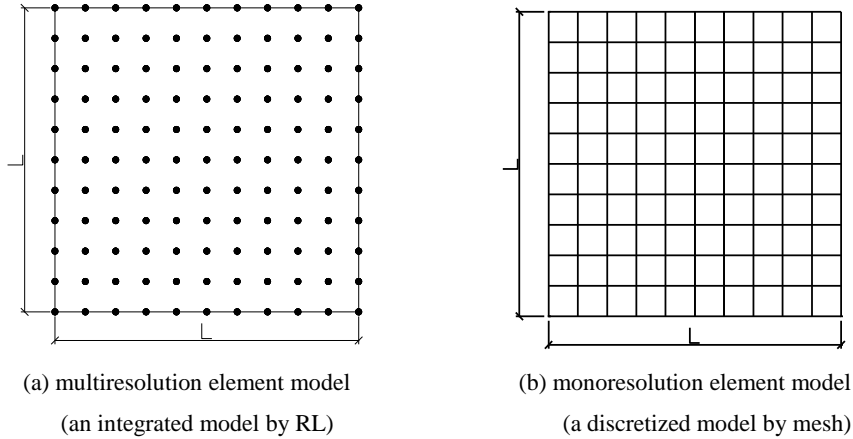 L
L
L
L
(a) multiresolution element model
(an integrated model by RL)
(b) monoresolution element model
(a discretized model by mesh)